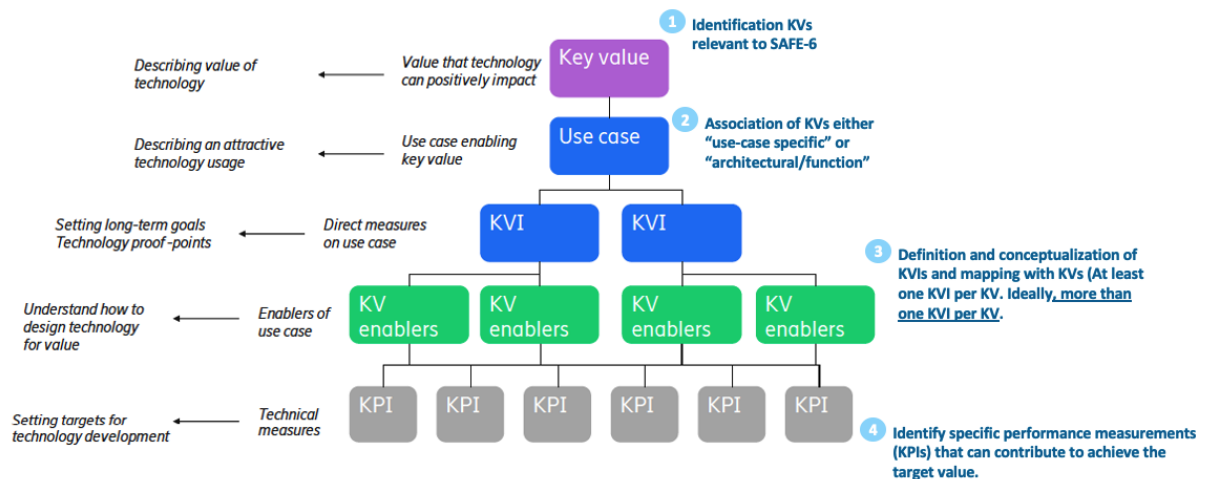 1
Identification KVs
relevant to SAFE-6
Describing value of
technology
Value that technology
can positively impact
Key value
2
Association of KVs either
“use-case specific” or
“architectural/function”
Describing an attractive
technology usage
Use case enabling
key value
Use case
Setting long-term goals
Technology proof-points
Direct measures
on use case
KVI
KVI
3
Definition and conceptualization of
KVIs and mapping with KVs (At least
one KVI per KV. Ideally, more than
one KVI per KV.
Understand how to
design technology
for value
Enablers of
use case
KV
enablers
KV
enablers
KV
enablers
KV
enablers
Setting targets for
technology development
Technical
measures
KPI
KPI
KPI
KPI
KPI
KPI
4
Identify specific performance measurements
(KPIs) that can contribute to achieve the
target value.